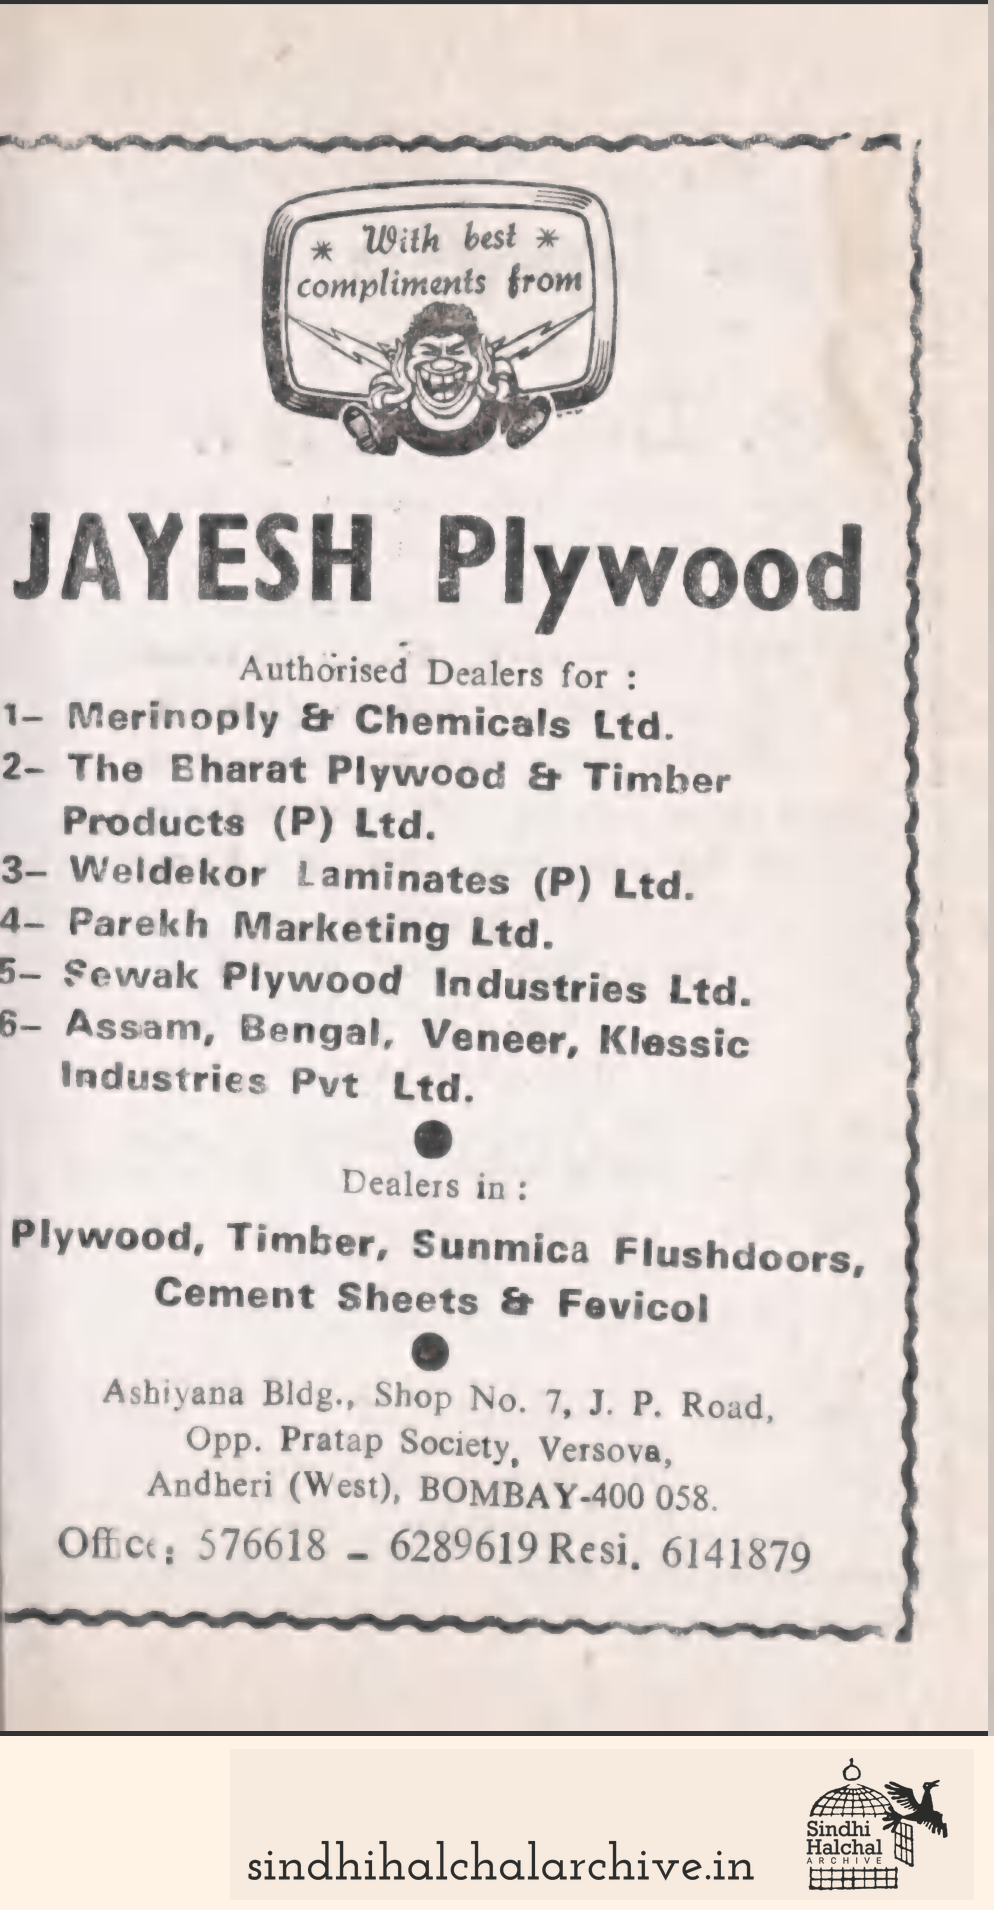 * With best *
compliments from
JAYESH Plywood
Authorised Dealers for :
1– Merinoply & Chemicals Ltd.
2– The Bharat Plywood & Timber
Products (P) Ltd.
3– Weldekor Laminates (P) Ltd.
4– Parekh Marketing Ltd.
5– Sewak Plywood Industries Ltd.
6– Assam, Bengal, Veneer, Klassic
Industries Pvt Ltd.
Dealers in :
Plywood, Timber, Sunmica Flushdoors,
Cement Sheets & Fevicol
Ashiyana Bldg., Shop No. 7, J. P. Road,
Opp. Pratap Society, Versova,
Andheri (West), BOMBAY-400 058.
Office: 576618 – 6289619 Resi. 6141879
sindhihalchalarchive.in
Sindhi
Halchal
ARCHIVE